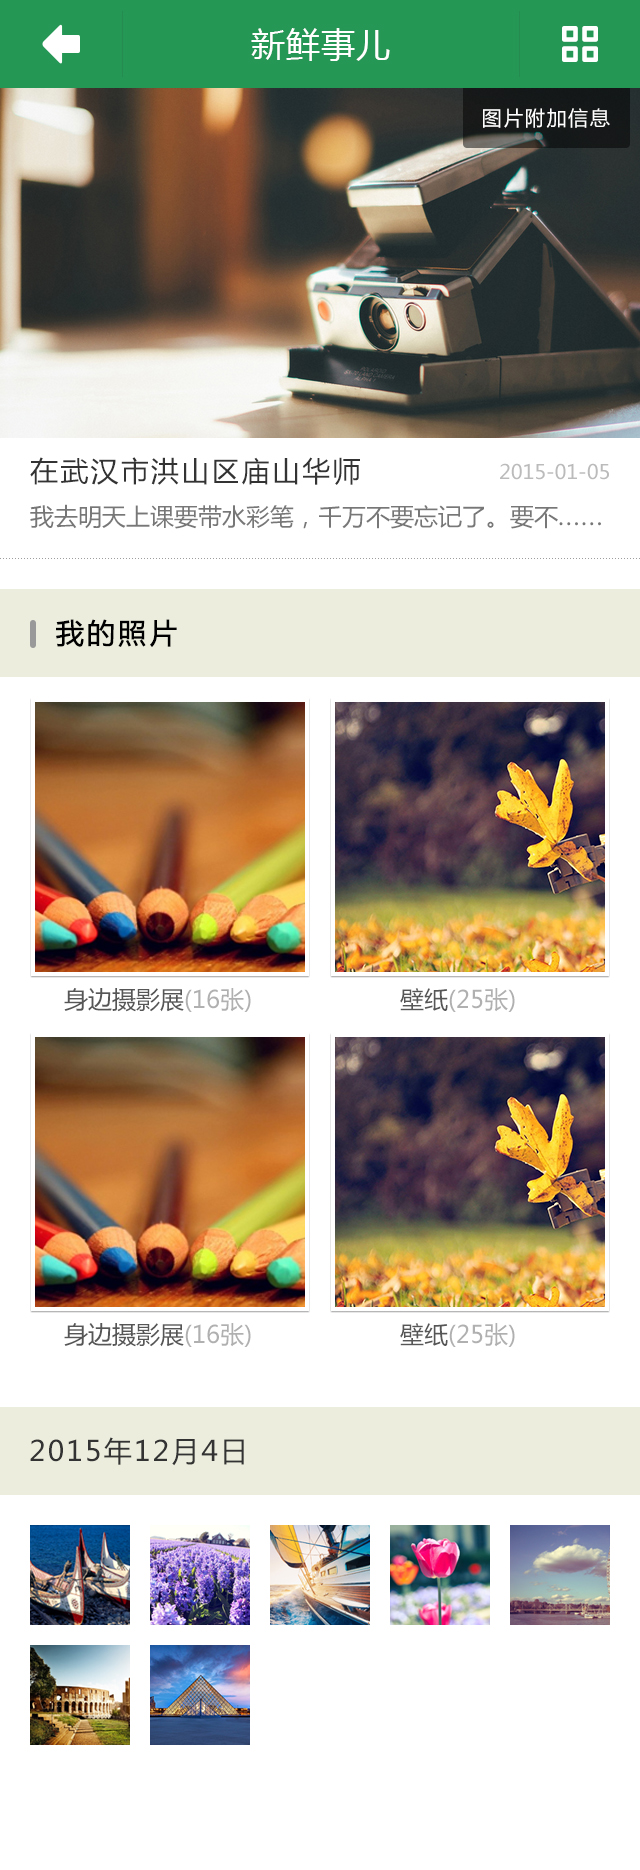 新鲜事儿
图片附加信息
在武汉市洪山区庙山华师
2015-01-05
我去明天上课要带水彩笔，千万不要忘记了。要不……
我的照片
身边摄影展(16张)
壁纸(25张)
身边摄影展(16张)
壁纸(25张)
2015年12月4日